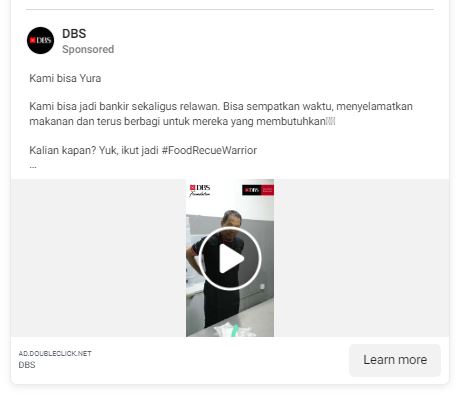 DBS
DBS
Sponsored
Kami bisa Yura
Kami bisa jadi bankir sekaligus relawan. Bisa sempatkan waktu, menyelamatkan
makanan dan terus berbagi untuk mereka yang membutuhkan
Kalian kapan? Yuk, ikut jadi #FoodRecueWarrior
...
DBS
Foundation
DBS
AD.DOUBLECLICK.NET
DBS
Learn more